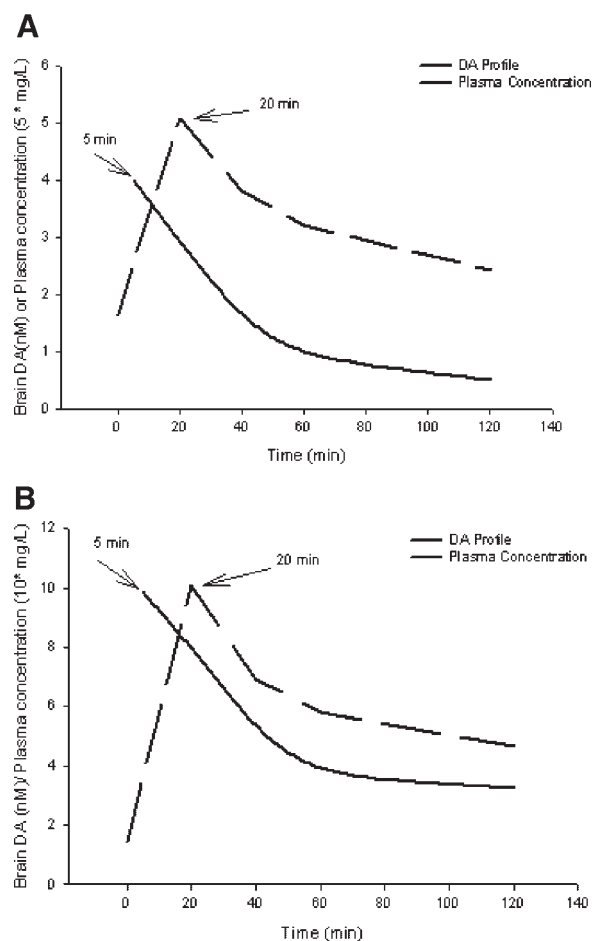 A
Brain DA(nM) or Plasma concentration (5 * mg/L)
6
5
4
3
2
1
0
5 min
20 min
DA Profile
Plasma Concentration
0 20 40 60 80 100 120 140
Time (min)
B
Brain DA (nM)/ Plasma concentration (10* mg/L)
12
10
8
6
4
2
0
5 min
20 min
DA Profile
Plasma Concentration
0 20 40 60 80 100 120 140
Time (min)